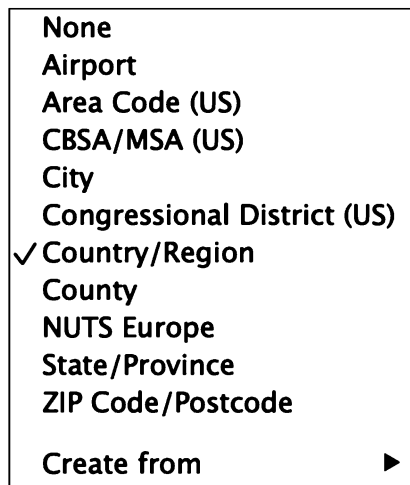 None
Airport
Area Code (US)
CBSA/MSA (US)
City
Congressional District (US)
✓ Country/Region
County
NUTS Europe
State/Province
ZIP Code/Postcode
Create from ▶